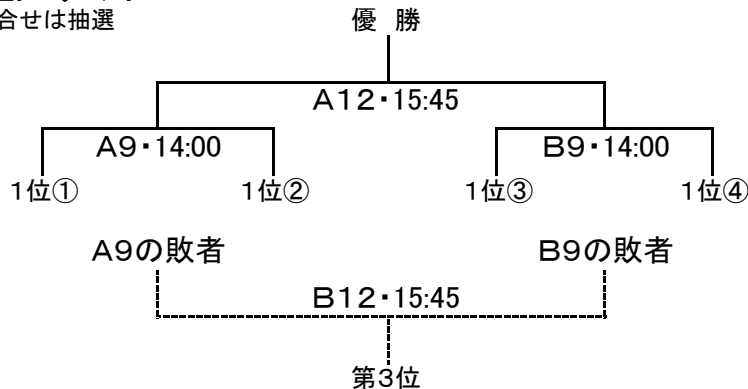 合せは抽選
優 勝
A12・15:45
A9・14:00
B9・14:00
1位①
1位②
1位③
1位④
A9の敗者
B9の敗者
B12・15:45
第3位